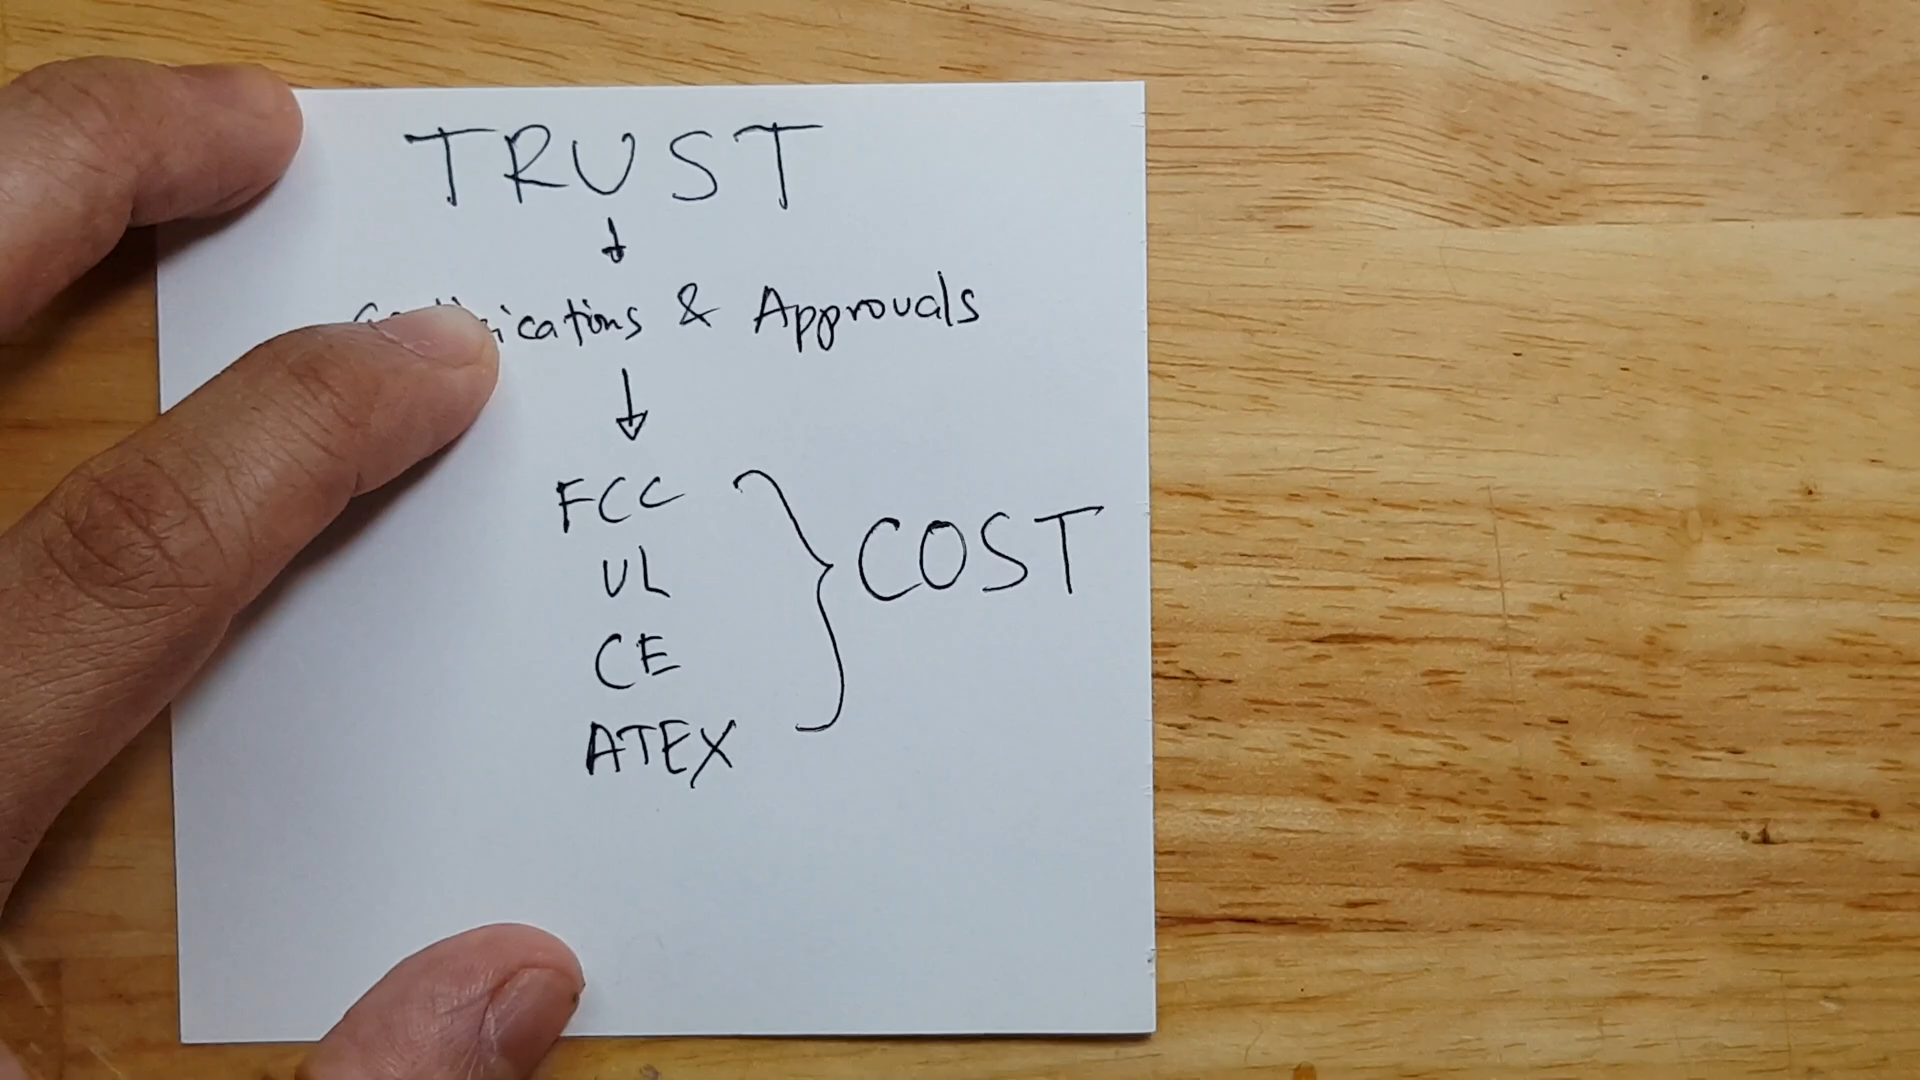 TRUST
& Approvals
FCC
UL
CE
ATEX
COST